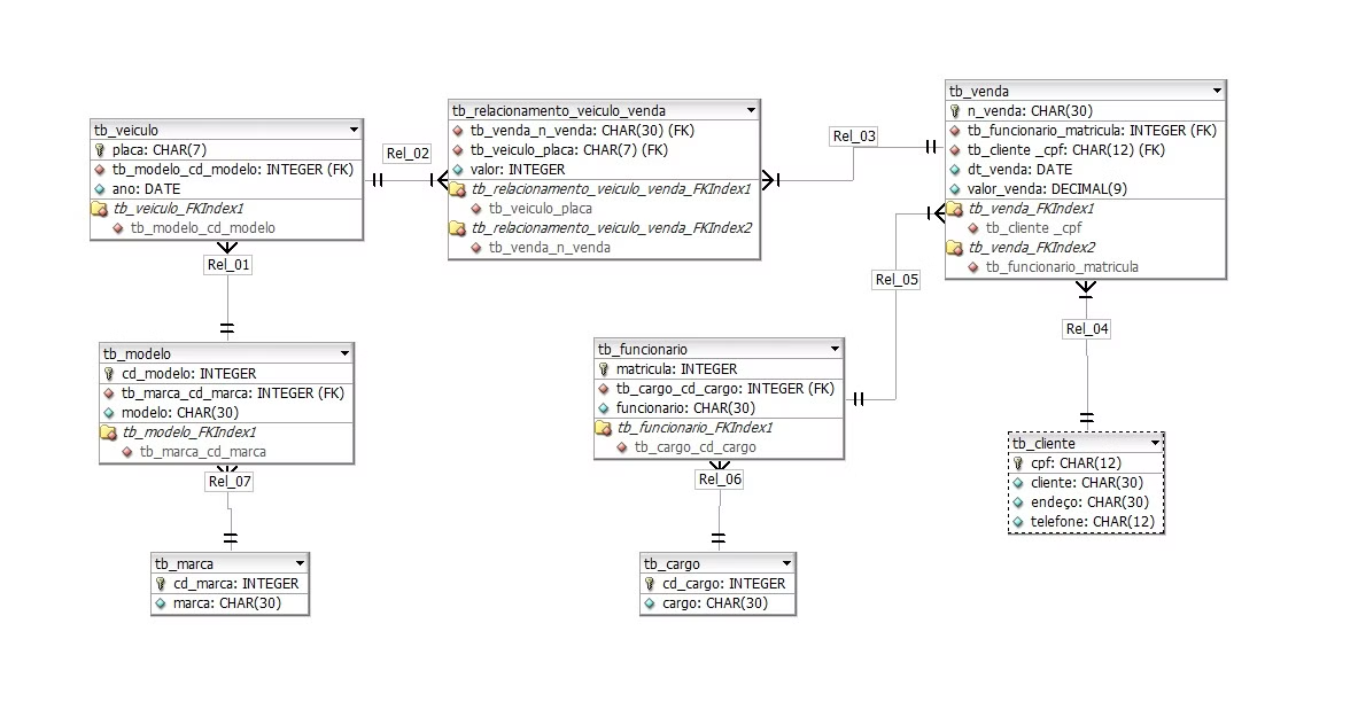 tb_veiculo
placa: CHAR(7)
tb_modelo_cd_modelo: INTEGER (FK)
ano: DATE
tb_veiculo_FKIndex1
tb_modelo_cd_modelo
Rel_02
tb_relacionamento_veiculo_venda
tb_venda_n_venda: CHAR(30) (FK)
tb_veiculo_placa: CHAR(7) (FK)
valor: INTEGER
tb_relacionamento_veiculo_venda_FKIndex1
tb_veiculo_placa
tb_relacionamento_veiculo_venda_FKIndex2
tb_venda_n_venda
Rel_03
tb_venda
n_venda: CHAR(30)
tb_funcionario_matricula: INTEGER (FK)
tb_cliente _cpf: CHAR(12) (FK)
dt_venda: DATE
valor_venda: DECIMAL(9)
tb_venda_FKIndex1
tb_cliente _cpf
tb_venda_FKIndex2
tb_funcionario_matricula
Rel_01
Rel_05
Rel_04
tb_modelo
cd_modelo: INTEGER
tb_marca_cd_marca: INTEGER (FK)
modelo: CHAR(30)
tb_modelo_FKIndex1
tb_marca_cd_marca
tb_funcionario
matricula: INTEGER
tb_cargo_cd_cargo: INTEGER (FK)
funcionario: CHAR(30)
tb_funcionario_FKIndex1
tb_cargo_cd_cargo
tb_cliente
cpf: CHAR(12)
cliente: CHAR(30)
endeço: CHAR(30)
telefone: CHAR(12)
Rel_07
Rel_06
tb_marca
cd_marca: INTEGER
marca: CHAR(30)
tb_cargo
cd_cargo: INTEGER
cargo: CHAR(30)